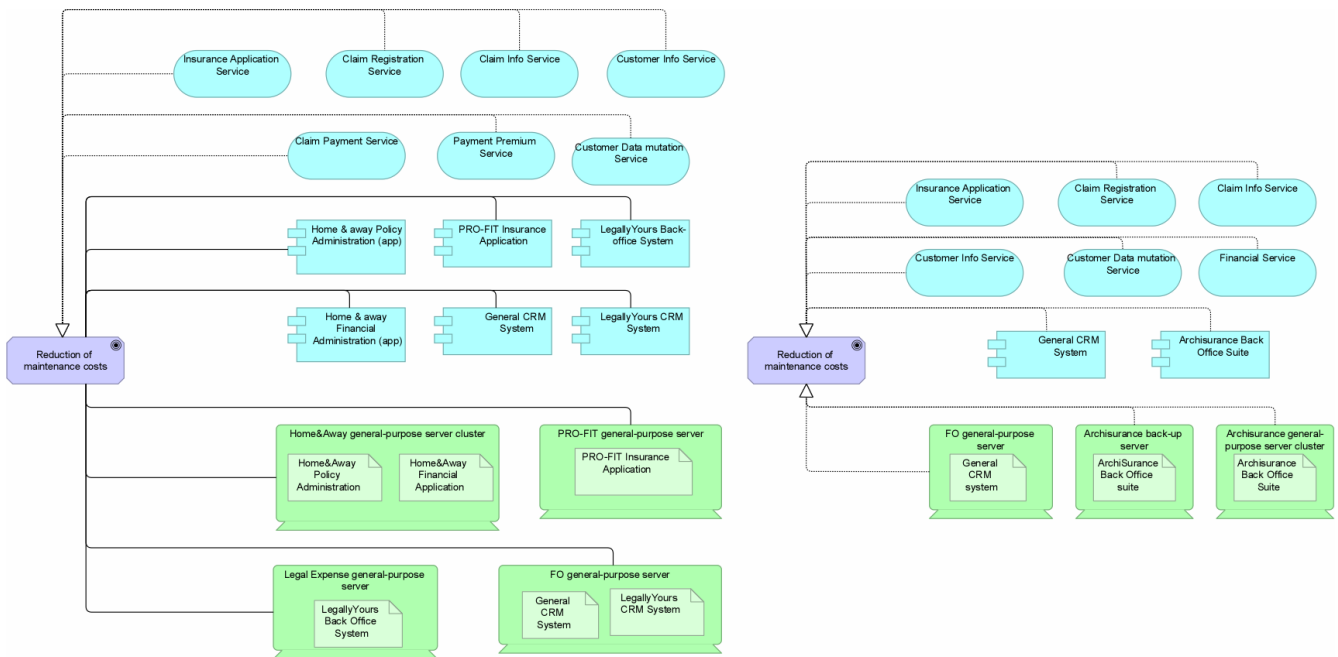 Insurance Application
Service
Claim Registration
Service
Claim Info Service
Customer Info Service
Claim Payment Service
Payment Premium
Service
Customer Data mutation
Service
Home & away Policy
Administration (app)
PRO-FIT Insurance
Application
LegallyYours Back-
office System
Home & away
Financial
Administration (app)
General CRM
System
LegallyYours CRM
System
Reduction of
maintenance costs
Home&Away general-purpose server cluster
Home&Away
Policy
Administration
Home&Away
Financial
Application
PRO-FIT general-purpose server
PRO-FIT Insurance
Application
Legal Expense general-purpose
server
LegallyYours
Back Office
System
FO general-purpose server
General
CRM
System
LegallyYours
CRM System
Insurance Application
Service
Claim Registration
Service
Claim Info Service
Customer Info Service
Customer Data mutation
Service
Financial Service
General CRM
System
Archisurance Back
Office Suite
Reduction of
maintenance costs
FO general-purpose
server
General
CRM
system
Archisurance back-up
server
ArchiSurance
Back Office
suite
Archisurance general-
purpose server cluster
Archisurance
Back Office
Suite